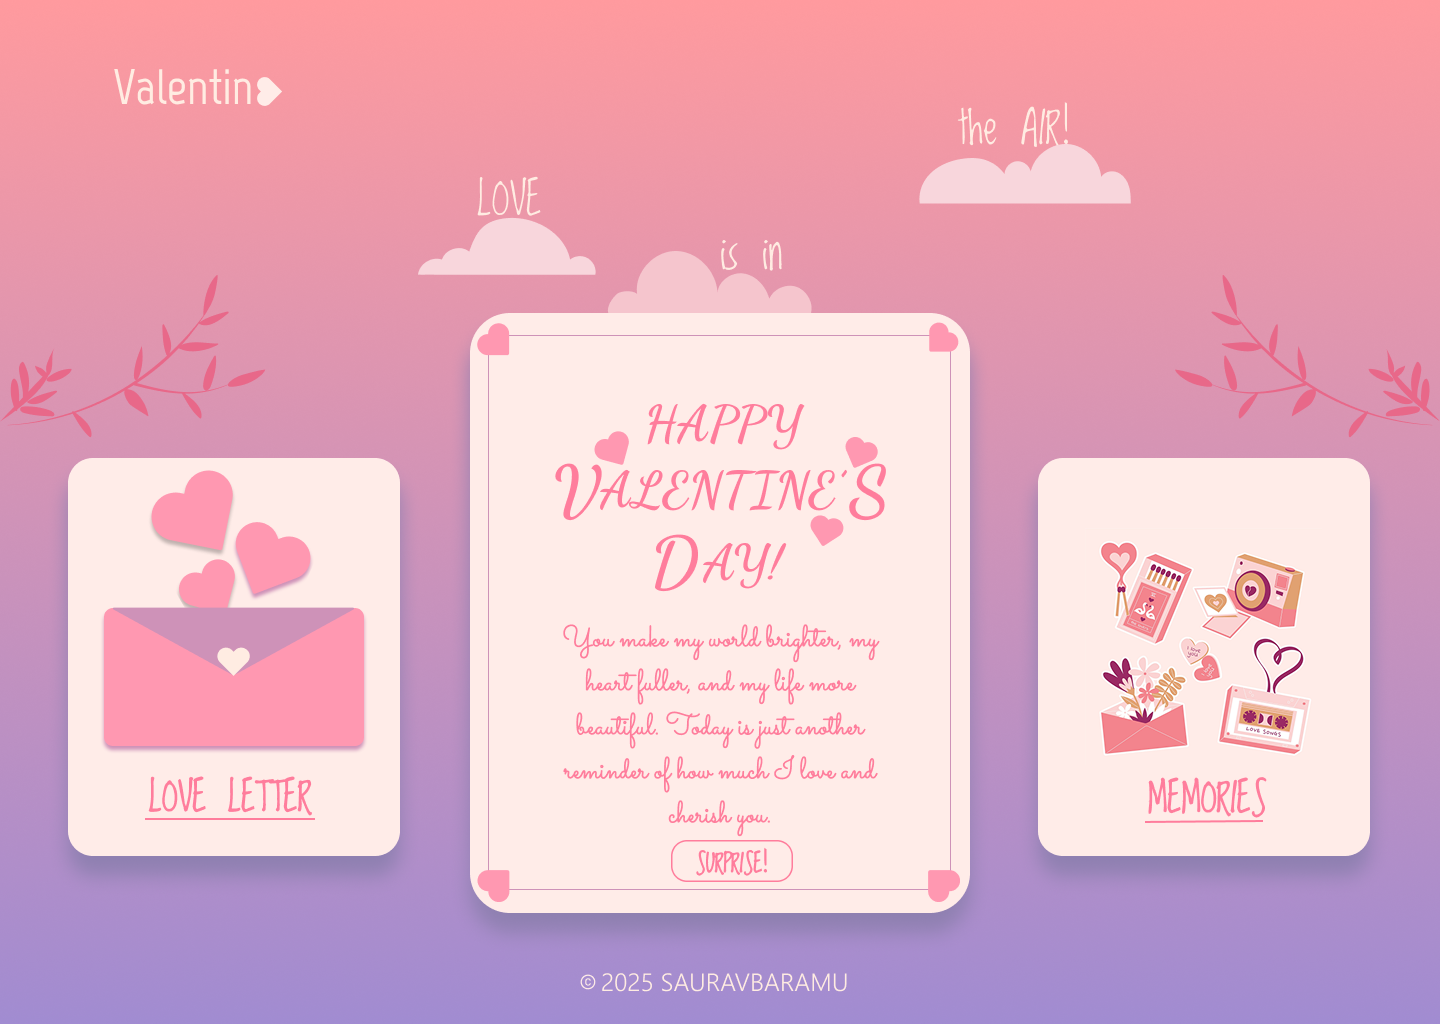 Valentin
the AIR!
LOVE
is in
HAPPY
VALENTINE'S
DAY!
You make my world brighter, my
heart fuller, and my life more
beautiful. Today is just another
reminder of how much I love and
cherish you.
SURPRISE!
LOVE LETTER
I love you!
LOVE SONGS
MEMORIES
© 2025 SAURAVBARAMU